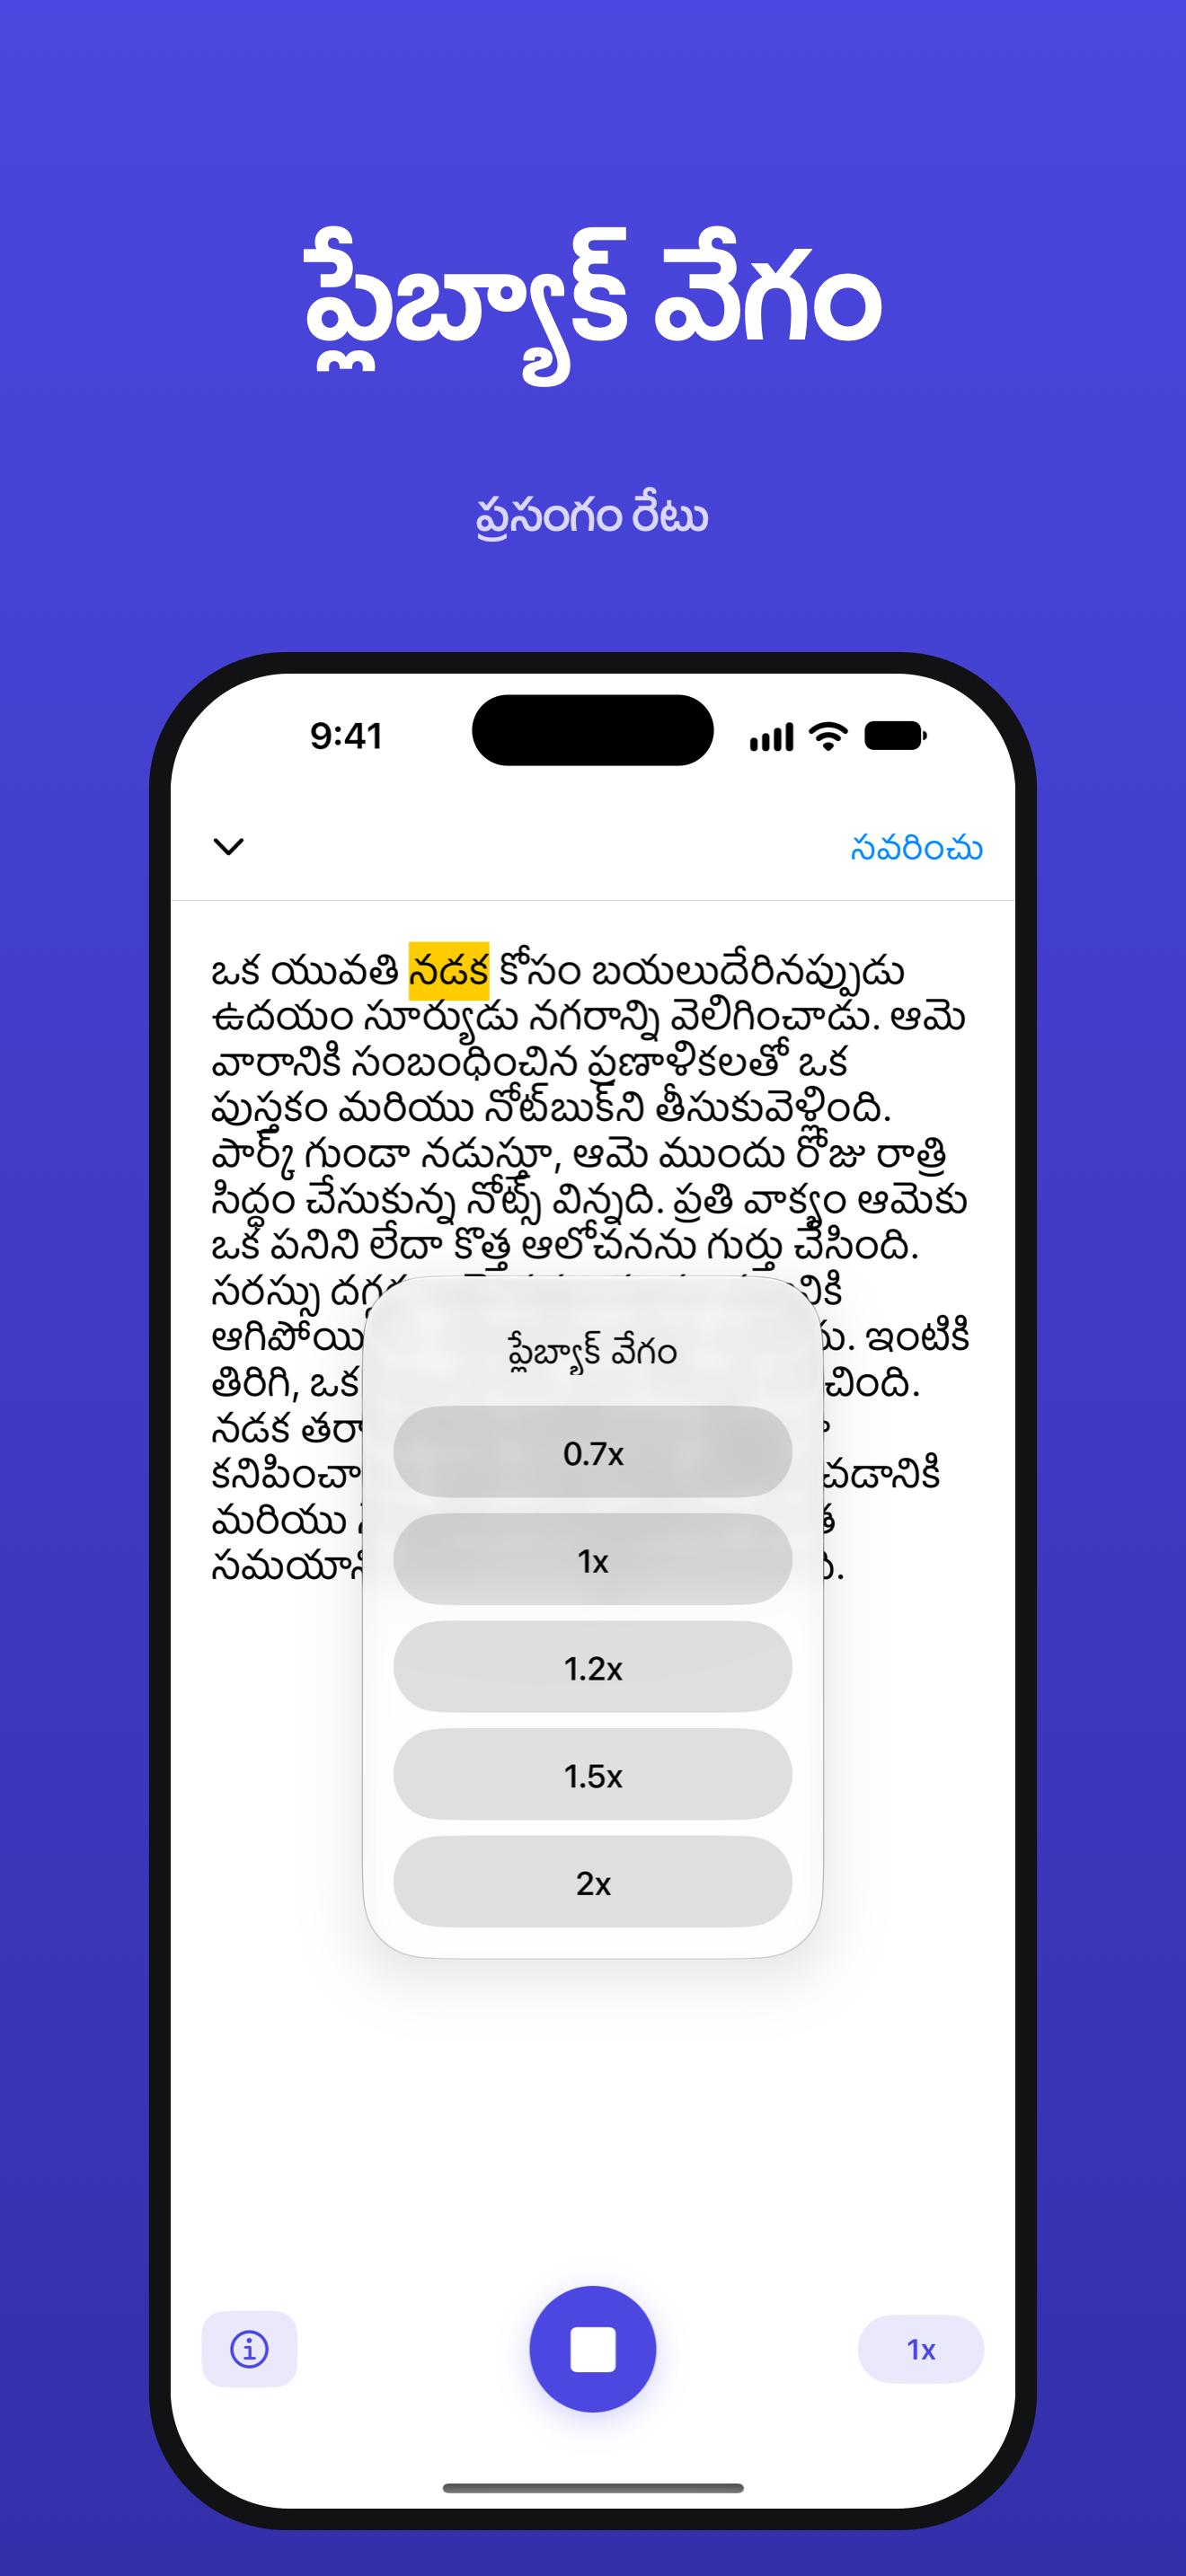 ప్లేబ్యాక్ వేగం
ప్రసంగం రేటు
9:41
సవరించు
ఒక యువతి నడక కోసం బయలుదేరినప్పుడు
ఉదయం సూర్యుడు నగరాన్ని వెలిగించాడు. ఆమె
వారానికి సంబంధించిన ప్రణాళికలతో ఒక
పుస్తకం మరియు నోట్‌బుక్‌ని తీసుకువెళ్లింది.
పార్క్ గుండా నడుస్తూ, ఆమె ముందు రోజు రాత్రి
సిద్ధం చేసుకున్న నోట్స్ విన్నది. ప్రతి వాక్యం ఆమెకు
ఒక పనిని లేదా కొత్త ఆలోచనను గుర్తు చేసింది.
సరస్సు
ఇంటికి
తిరిగి, ఒక
నడక
మరియు
ప్లేబ్యాక్ వేగం
0.7x
1x
1.2x
1.5x
2x
1x